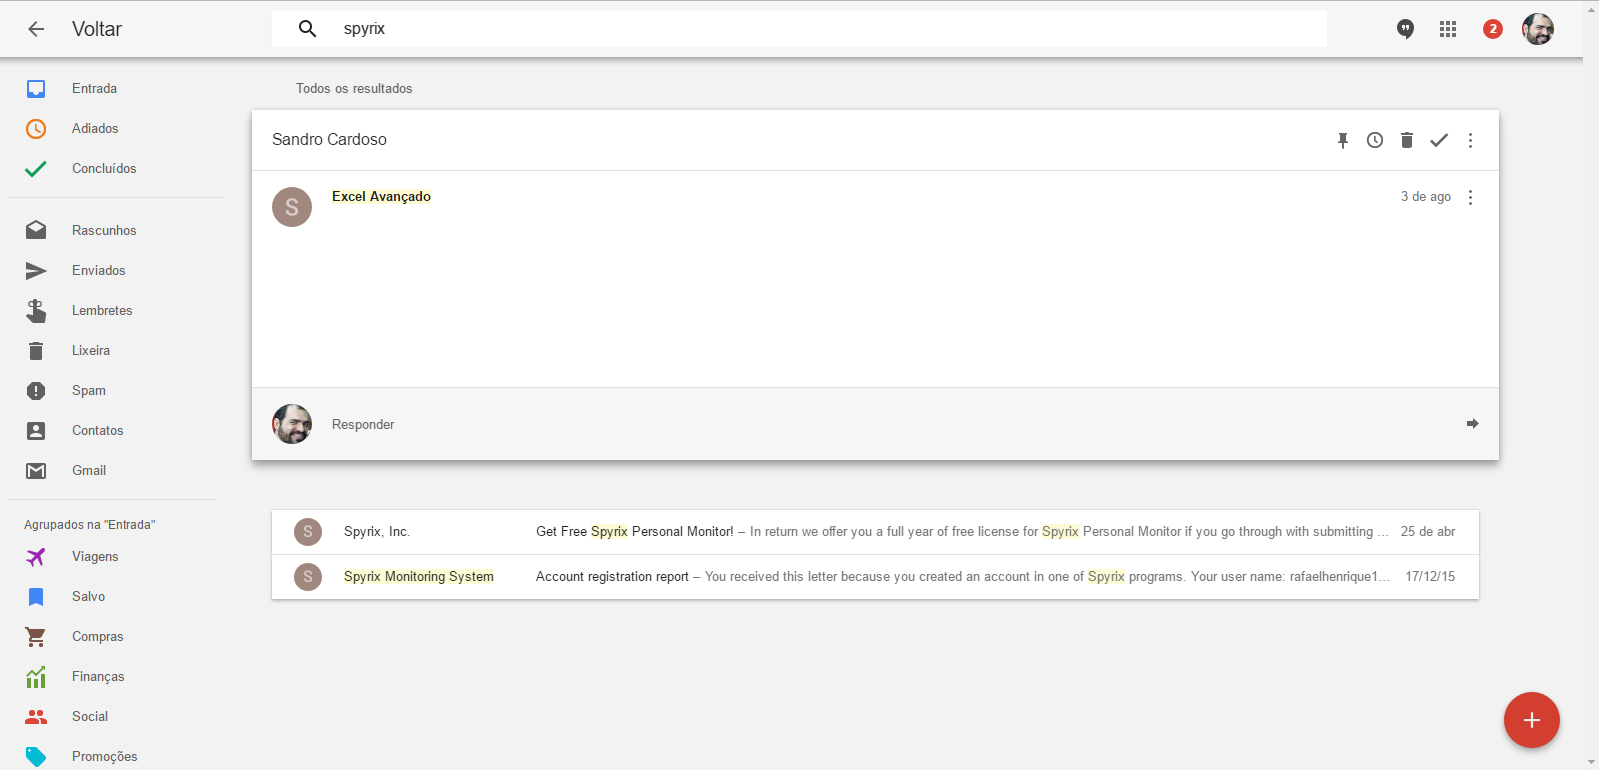 Voltar
spyrix
2
Entrada
Adiados
Concluídos
Rascunhos
Enviados
Lembretes
Lixeira
Spam
Contatos
Gmail
Agrupados na "Entrada"
Viagens
Salvo
Compras
Finanças
Social
Promoções
Todos os resultados
Sandro Cardoso
S
Excel Avançado
3 de ago
Responder
S Spyrix, Inc. Get Free Spyrix Personal Monitor! – In return we offer you a full year of free license for Spyrix Personal Monitor if you go through with submitting ... 25 de abr
S Spyrix Monitoring System Account registration report – You received this letter because you created an account in one of Spyrix programs. Your user name: rafaelhenrique1... 17/12/15